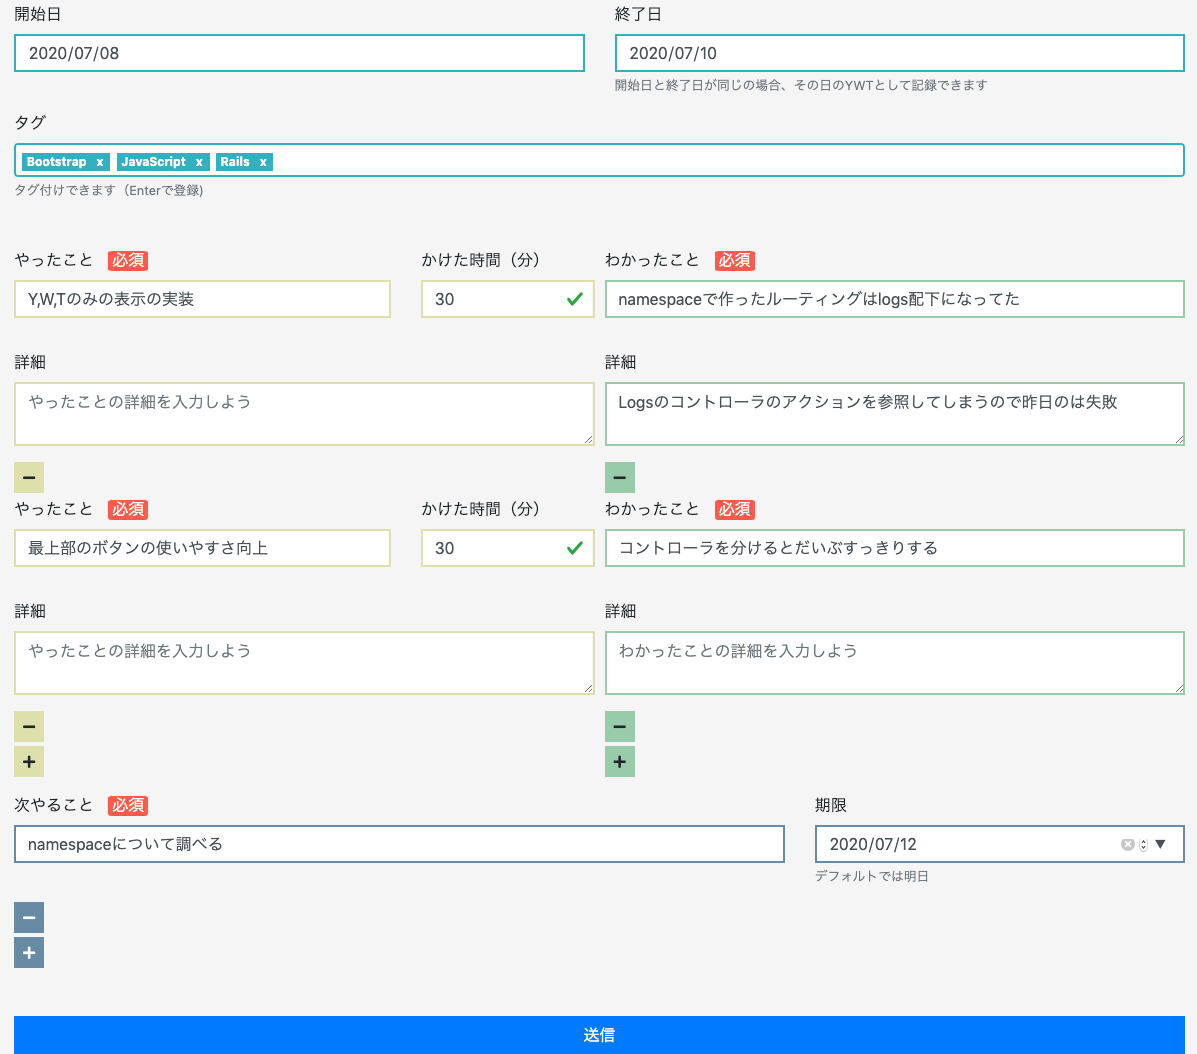 開始日 終了日
2020/07/08 2020/07/10
開始日と終了日が同じの場合、その日のYWTとして記録できます
タグ
Bootstrap x JavaScript x Rails x
タグ付けできます（Enterで登録)
やったこと 必須 かけた時間（分） わかったこと 必須
Y,W,Tのみの表示の実装 30 namespaceで作ったルーティングはlogs配下になってた
詳細 詳細
やったことの詳細を入力しよう Logsのコントローラのアクションを参照してしまうので昨日のは失敗
− −
やったこと 必須 かけた時間（分） わかったこと 必須
最上部のボタンの使いやすさ向上 30 コントローラを分けるとだいぶすっきりする
詳細 詳細
やったことの詳細を入力しよう わかったことの詳細を入力しよう
− −
+ +
次やること 必須 期限
namespaceについて調べる 2020/07/12
デフォルトでは明日
−
+
送信